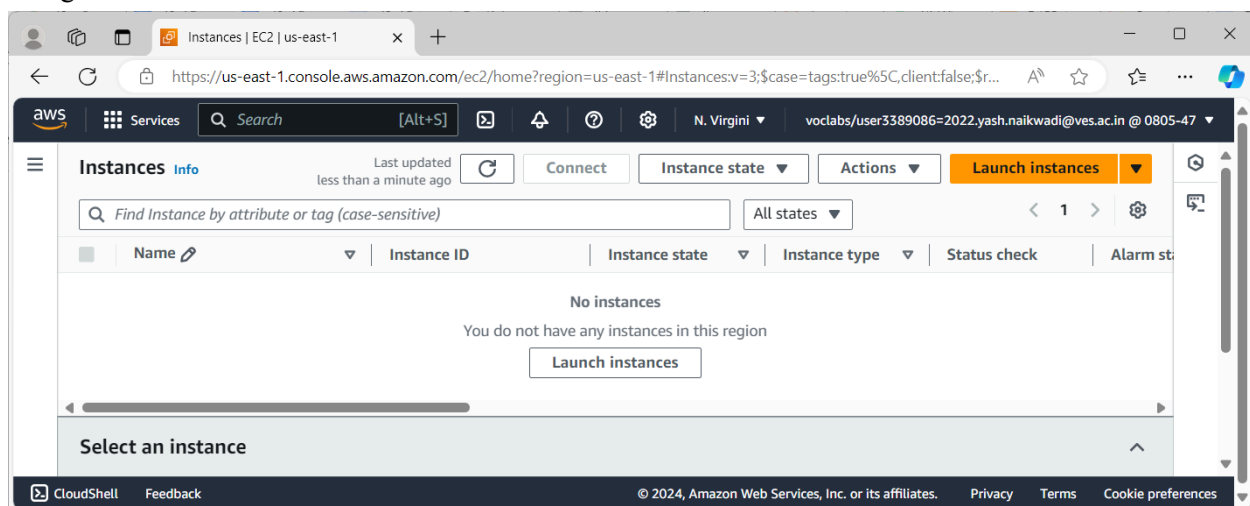 Instances | EC2 | us-east-1
https://us-east-1.console.aws.amazon.com/ec2/home?region=us-east-1#Instances:v=3;$case=tags:true%5C,client:false;$r...
aws Services Search [Alt+S] N. Virgini voclabs/user3389086=2022.yash.naikwadi@ves.ac.in @ 0805-47
Instances Info Last updated less than a minute ago Connect Instance state Actions Launch instances
Find Instance by attribute or tag (case-sensitive) All states 1
Name Instance ID Instance state Instance type Status check Alarm sta
No instances
You do not have any instances in this region
Launch instances
Select an instance
CloudShell Feedback © 2024, Amazon Web Services, Inc. or its affiliates. Privacy Terms Cookie preferences